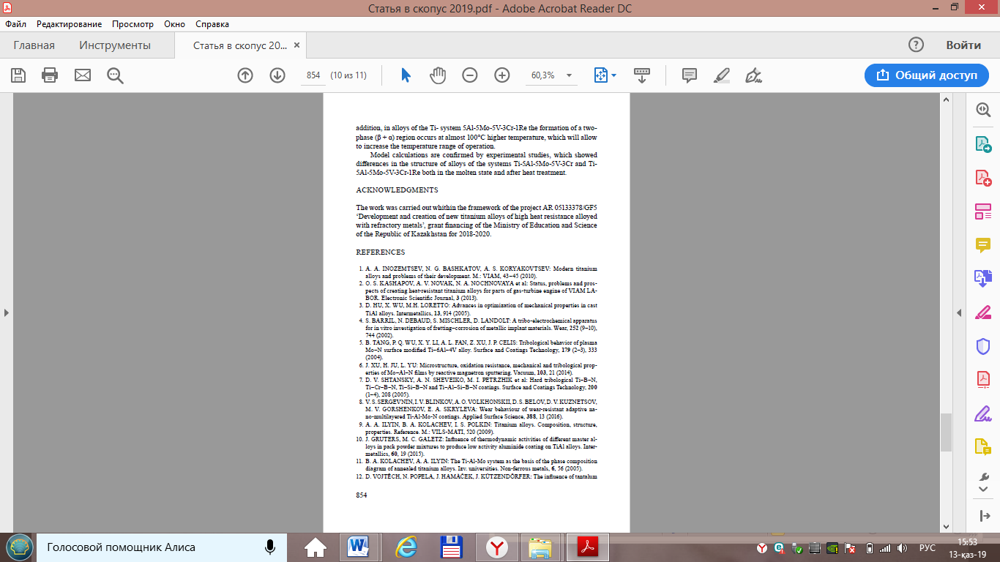 Статья в скопус 2019.pdf - Adobe Acrobat Reader DC
Файл Редактирование Просмотр Окно Справка
Главная Инструменты Статья в скопус 20... × Войти
854 (10 из 11) 60,3% Общий доступ
addition, in alloys of the Ti- system 5Al-5Mo-5V-3Cr-1Re the formation of a two-
phase (β + α) region occurs at almost 100°C higher temperature, which will allow
to increase the temperature range of operation.
Model calculations are confirmed by experimental studies, which showed
differences in the structure of alloys of the systems Ti-5Al-5Mo-5V-3Cr and Ti-
5Al-5Mo-5V-3Cr-1Re both in the molten state and after heat treatment.
ACKNOWLEDGMENTS
The work was carried out whithin the framework of the project AR 05133378/GF5
‘Development and creation of new titanium alloys of high heat resistance alloyed
with refractory metals’, grant financing of the Ministry of Education and Science
of the Republic of Kazakhstan for 2018-2020.
REFERENCES
1. A. A. INOZEMTSEV, N. G. BASHKATOV, A. S. KORYAKOVTSEV: Modern titanium
alloys and problems of their development. M.: VIAM, 43–45 (2010).
2. O. S. KASHAPOV, A. V. NOVAK, N. A. NOCHNOVAYA et al: Status, problems and pros-
pects of creating heat-resistant titanium alloys for parts of gas-turbine engine of VIAM LA-
BOR. Electronic Scientific Journal, 3 (2013).
3. D. HU, X. WU, M.H. LORETTO: Advances in optimization of mechanical properties in cast
TiAl alloys. Intermetallics, 13, 914 (2005).
4. S. BARRIL, N. DEBAUD, S. MISCHLER, D. LANDOLT: A tribo-electrochemical apparatus
for in vitro investigation of fretting–corrosion of metallic implant materials. Wear, 252 (9–10),
744 (2002).
5. B. TANG, P. Q. WU, X. Y. LI, A. L. FAN, Z. XU, J. P. CELIS: Tribological behavior of plasma
Mo–N surface modified Ti–6Al–4V alloy. Surface and Coatings Technology, 179 (2–3), 333
(2004).
6. J. XU, H. JU, L. YU: Microstructure, oxidation resistance, mechanical and tribological prop-
erties of Mo–Al–N films by reactive magnetron sputtering. Vacuum, 103, 21 (2014).
7. D. V. SHTANSKY, A. N. SHEVEIKO, M. I. PETRZHIK et al: Hard tribological Ti–B–N,
Ti–Cr–B–N, Ti–Si–B–N and Ti–Al–Si–B–N coatings. Surface and Coatings Technology, 200
(1–4), 208 (2005).
8. V. S. SERGEVNIN, I. V. BLINKOV, A. O. VOLKHONSKII, D. S. BELOV, D. V. KUZNETSOV,
M. V. GORSHENKOV, E. A. SKRYLEVA: Wear behaviour of wear-resistant adaptive na-
no-multilayered Ti-Al-Mo-N coatings. Applied Surface Science, 388, 13 (2016).
9. A. A. ILYIN, B. A. KOLACHEV, I. S. POLKIN: Titanium alloys. Composition, structure,
properties. Reference. M.: VILS-MATI, 520 (2009).
10. J. GRUTERS, M. C. GALETZ: Influence of thermodynamic activities of different master al-
loys in pack powder mixtures to produce low activity aluminide coating on TiAl alloys. Inter-
metallics, 60, 19 (2015).
11. B. A. KOLACHEV, A. A. ILYIN: The Ti-Al-Mo system as the basis of the phase composition
diagram of annealed titanium alloys. Izv. universities. Non-ferrous metals, 6, 56 (2005).
12. D. VOJTĚCH, N. POPELA, J. HAMÁČEK, J. KÜTZENDÖRFER: The influence of tantalum
854
Голосовой помощник Алиса
РУС
15:53
13-қаз-19